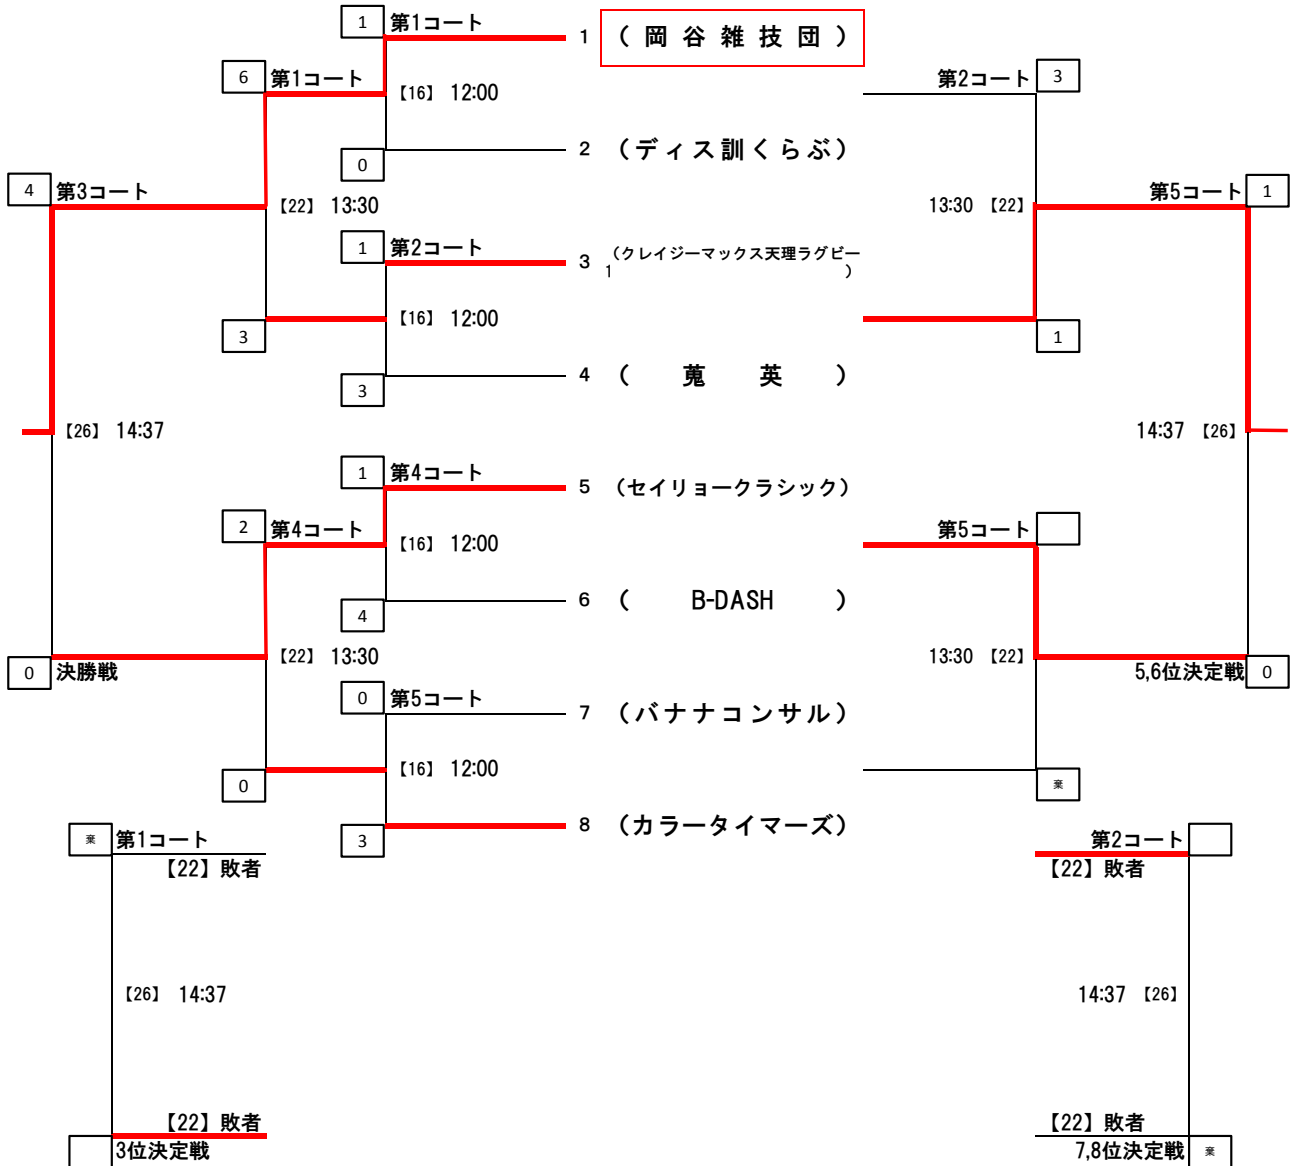 1 第1コート
1 (岡谷雑技団)
6 第1コート
第2コート 3
【16】 12:00
2 (ディス訓くらぶ)
0
4 第3コート
第5コート 1
【22】 13:30
13:30 【22】
1 第2コート
3 (クレイジーマックス天理ラグビー
1 )
3
【16】 12:00
1
4 (蒐英)
3
【26】 14:37
14:37 【26】
1 第4コート
5 (セイリョークラシック)
2 第4コート
第5コート
【16】 12:00
6 (B-DASH)
4
【22】 13:30
13:30 【22】
0 決勝戦
5,6位決定戦 0
0 第5コート
7 (バナナコンサル)
【16】 12:00
0
棄
8 (カラータイマーズ)
3
棄 第1コート
第2コート
【22】敗者
【22】敗者
【26】 14:37
14:37 【26】
【22】敗者
【22】敗者
3位決定戦
7,8位決定戦 棄